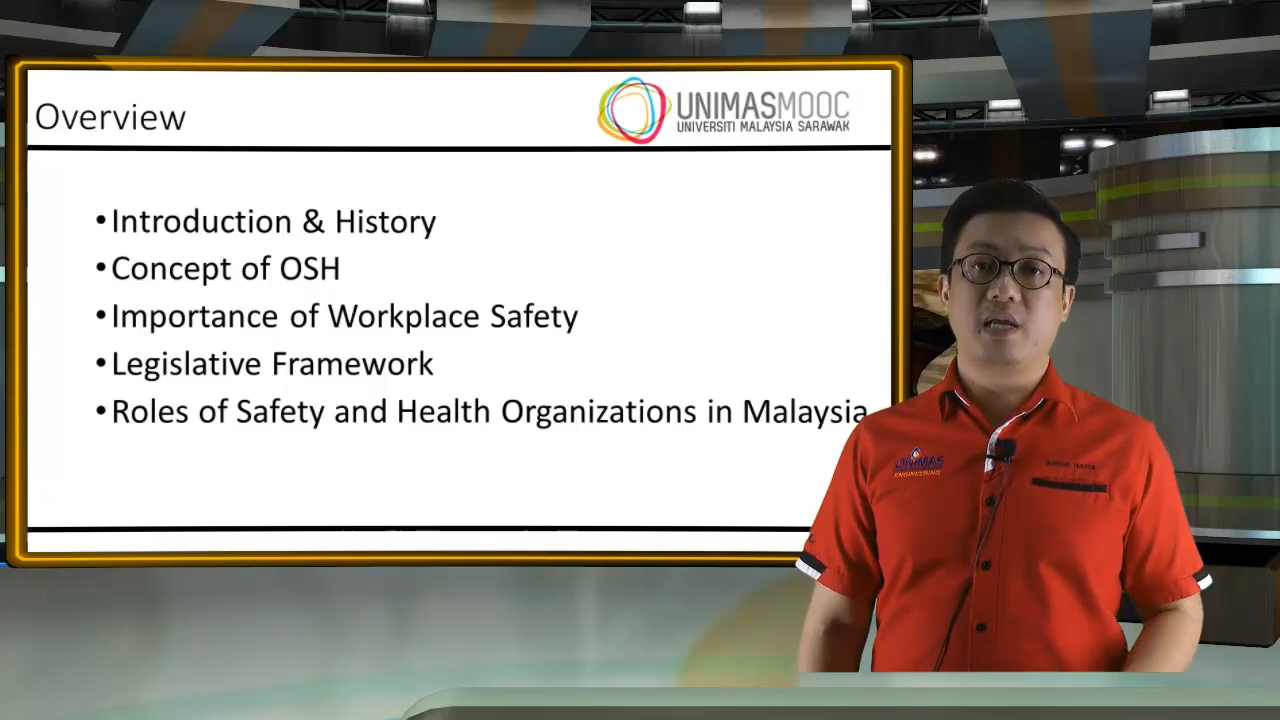 Overview
UNIMASMOOC
UNIVERSITI MALAYSIA SARAWAK
•Introduction & History
•Concept of OSH
•Importance of Workplace Safety
•Legislative Framework
•Roles of Safety and Health Organizations in Malaysia
UNIMAS
ENGINEERING